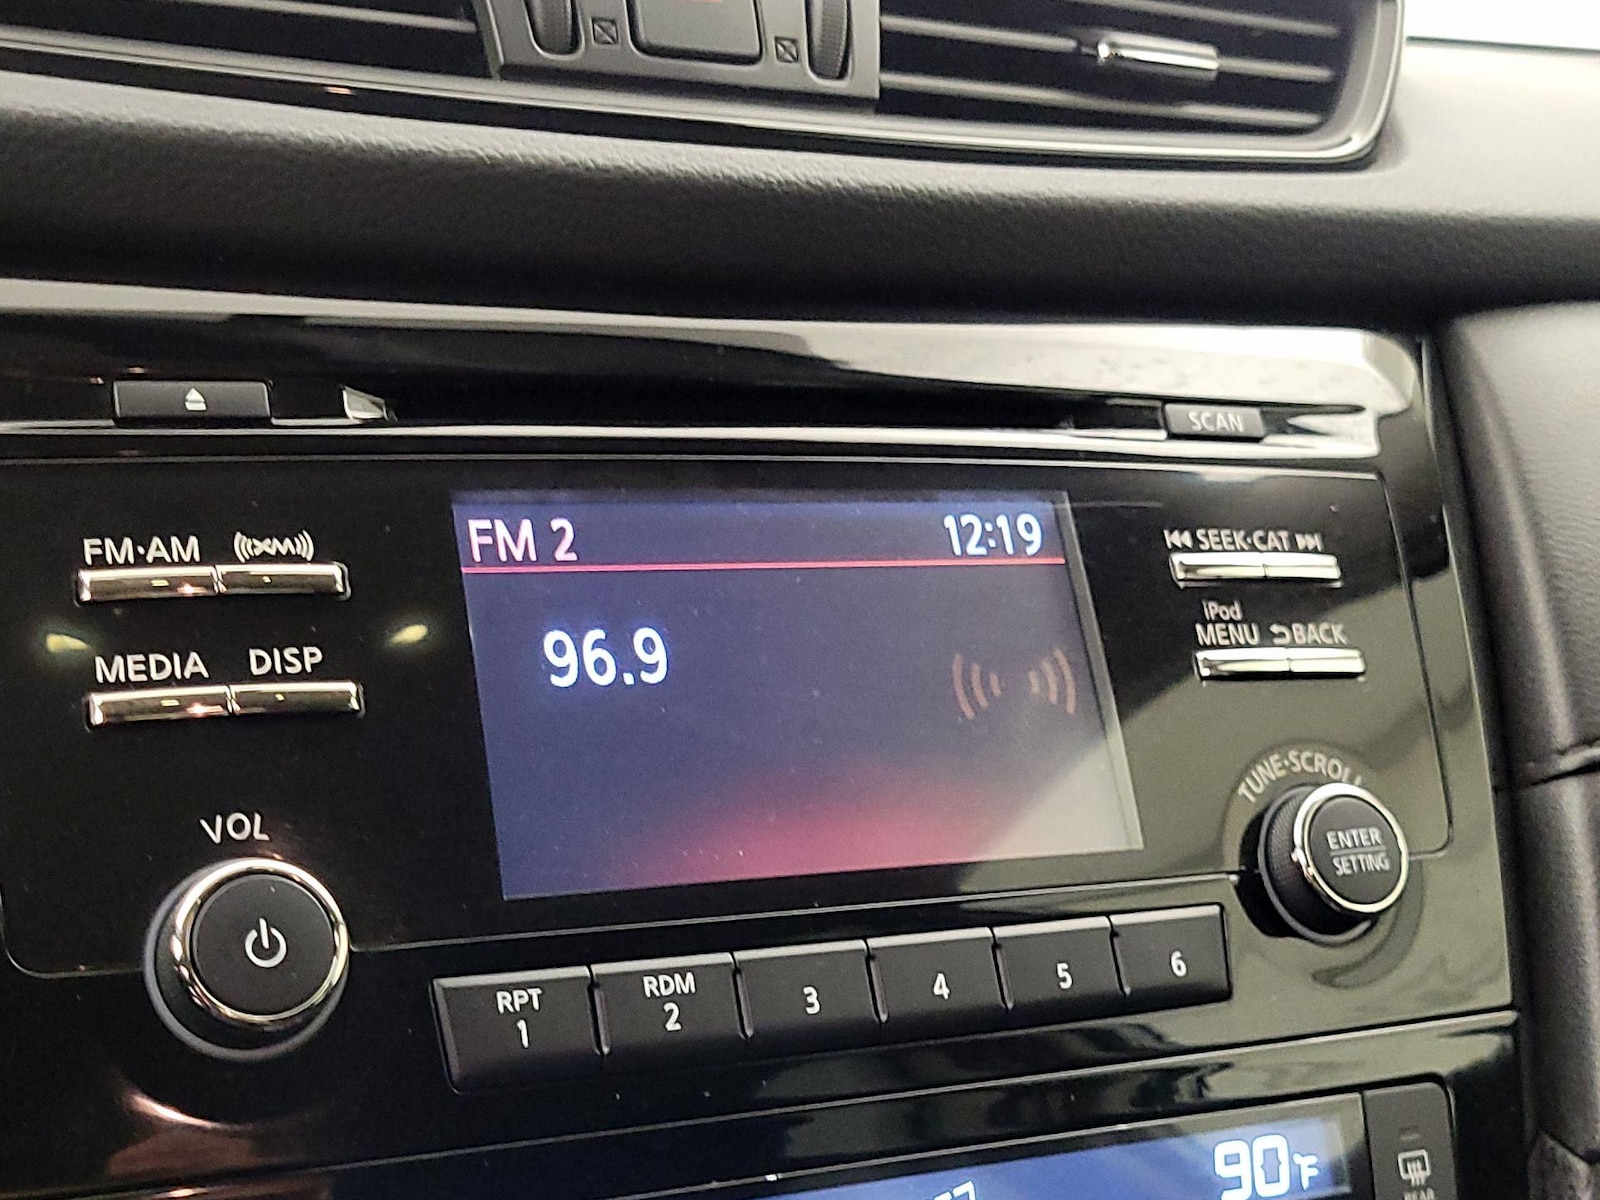 SCAN
FM·AM
XM
FM 2
12:19
SEEK·CAT
iPod
MENU
BACK
MEDIA
DISP
96.9
TUNE·SCROLL
VOL
ENTER
SETTING
RPT
1
RDM
2
3
4
5
6
90°F